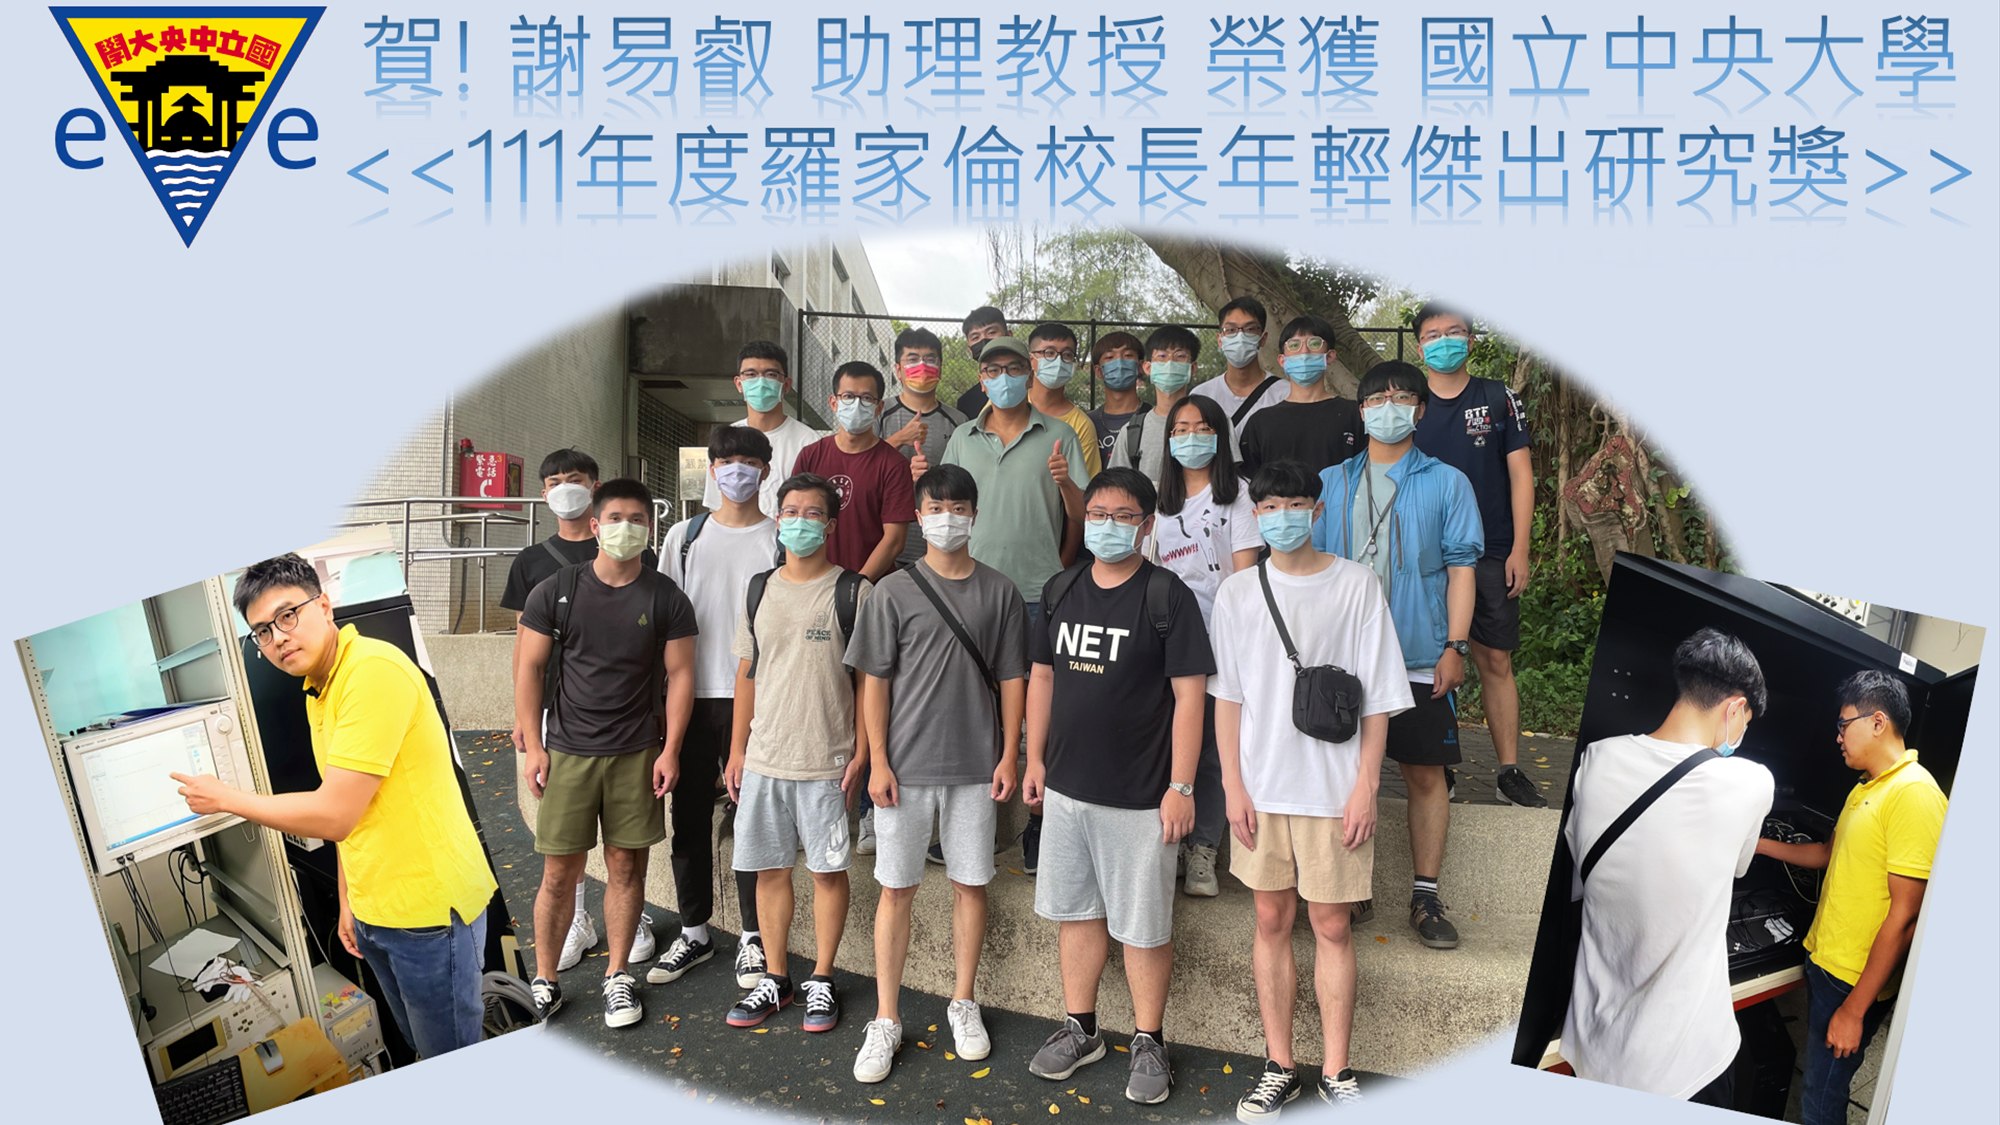 國立中央大學
e e
賀! 謝易叡 助理教授 榮獲 國立中央大學
<<111年度羅家倫校長年輕傑出研究獎>>
緊急
電話
BTF
PEACE
OF MIND
NET
TAIWAN